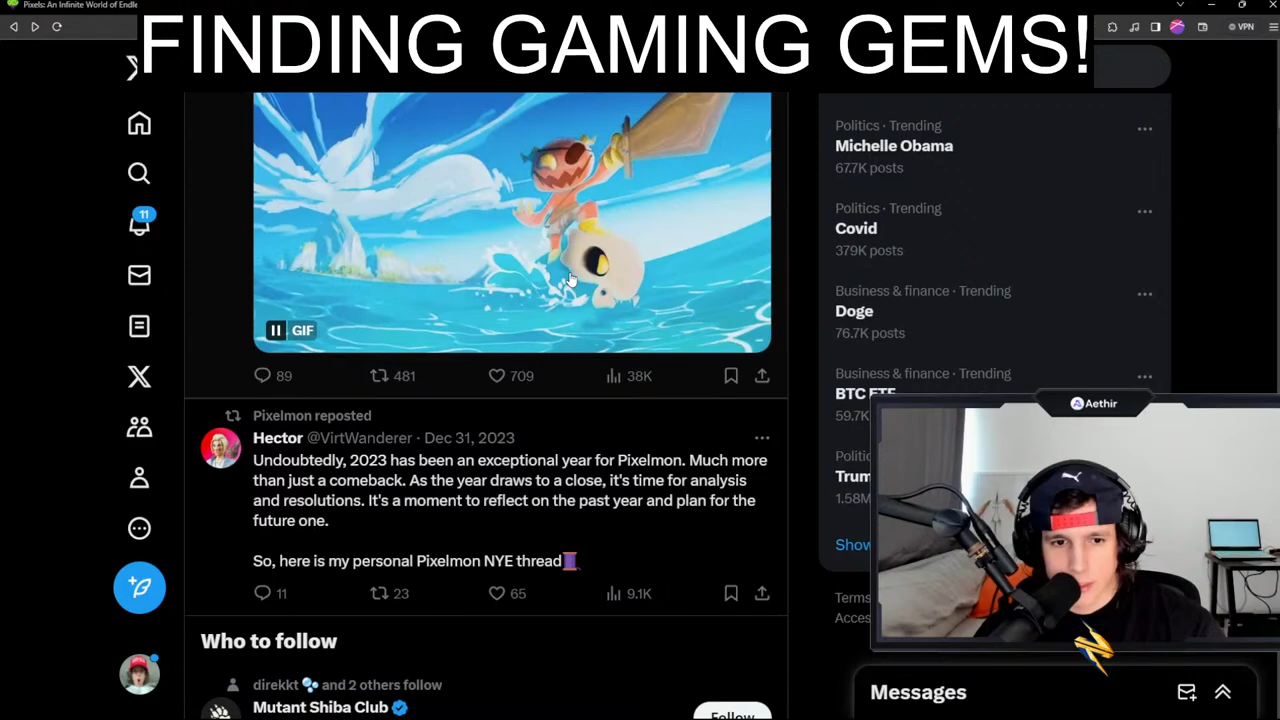 Pixels: An Infinite World of Endle
FINDING GAMING GEMS!
VPN
11
GIF
89
481
709
38K
Pixelmon reposted
Hector @VirtWanderer · Dec 31, 2023
Undoubtedly, 2023 has been an exceptional year for Pixelmon. Much more
than just a comeback. As the year draws to a close, it's time for analysis
and resolutions. It's a moment to reflect on the past year and plan for the
future one.
So, here is my personal Pixelmon NYE thread
11
23
65
9.1K
Who to follow
direkkt and 2 others follow
Mutant Shiba Club
Follow
Politics · Trending
Michelle Obama
67.7K posts
Politics · Trending
Covid
379K posts
Business & finance · Trending
Doge
76.7K posts
Business & finance · Trending
BTC ETF
59.7K
Trum
1.58M
Show
Terms
Aethir
Messages